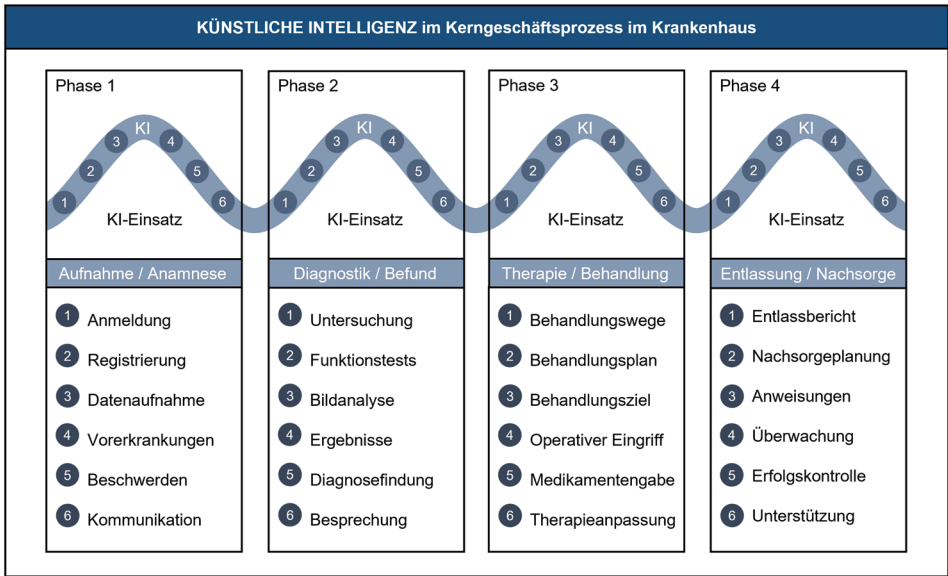 KÜNSTLICHE INTELLIGENZ im Kerngeschäftsprozess im Krankenhaus
Phase 1
1
2
3
KI
4
5
6
KI-Einsatz
Aufnahme / Anamnese
1 Anmeldung
2 Registrierung
3 Datenaufnahme
4 Vorerkrankungen
5 Beschwerden
6 Kommunikation
Phase 2
1
2
3
KI
4
5
6
KI-Einsatz
Diagnostik / Befund
1 Untersuchung
2 Funktionstests
3 Bildanalyse
4 Ergebnisse
5 Diagnosefindung
6 Besprechung
Phase 3
1
2
3
KI
4
5
6
KI-Einsatz
Therapie / Behandlung
1 Behandlungswege
2 Behandlungsplan
3 Behandlungsziel
4 Operativer Eingriff
5 Medikamentengabe
6 Therapieanpassung
Phase 4
1
2
3
KI
4
5
6
KI-Einsatz
Entlassung / Nachsorge
1 Entlassbericht
2 Nachsorgeplanung
3 Anweisungen
4 Überwachung
5 Erfolgskontrolle
6 Unterstützung